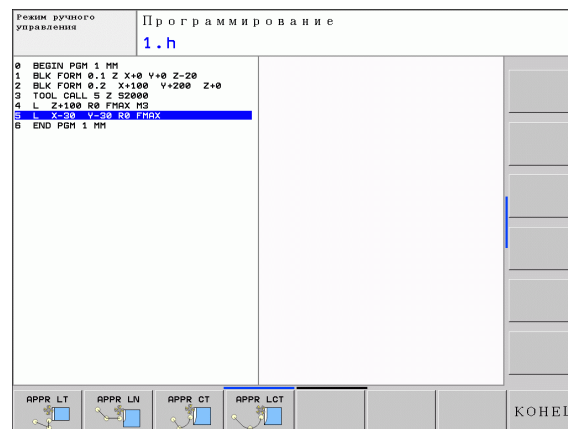 Режим ручного
управления
Программирование
1.h
0 BEGIN PGM 1 MM
1 BLK FORM 0.1 Z X+0 Y+0 Z-20
2 BLK FORM 0.2 X+100 Y+200 Z+0
3 TOOL CALL 5 Z S2000
4 L Z+100 R0 FMAX M3
5 L X-30 Y-30 R0 FMAX
6 END PGM 1 MM
APPR LT APPR LN APPR CT APPR LCT